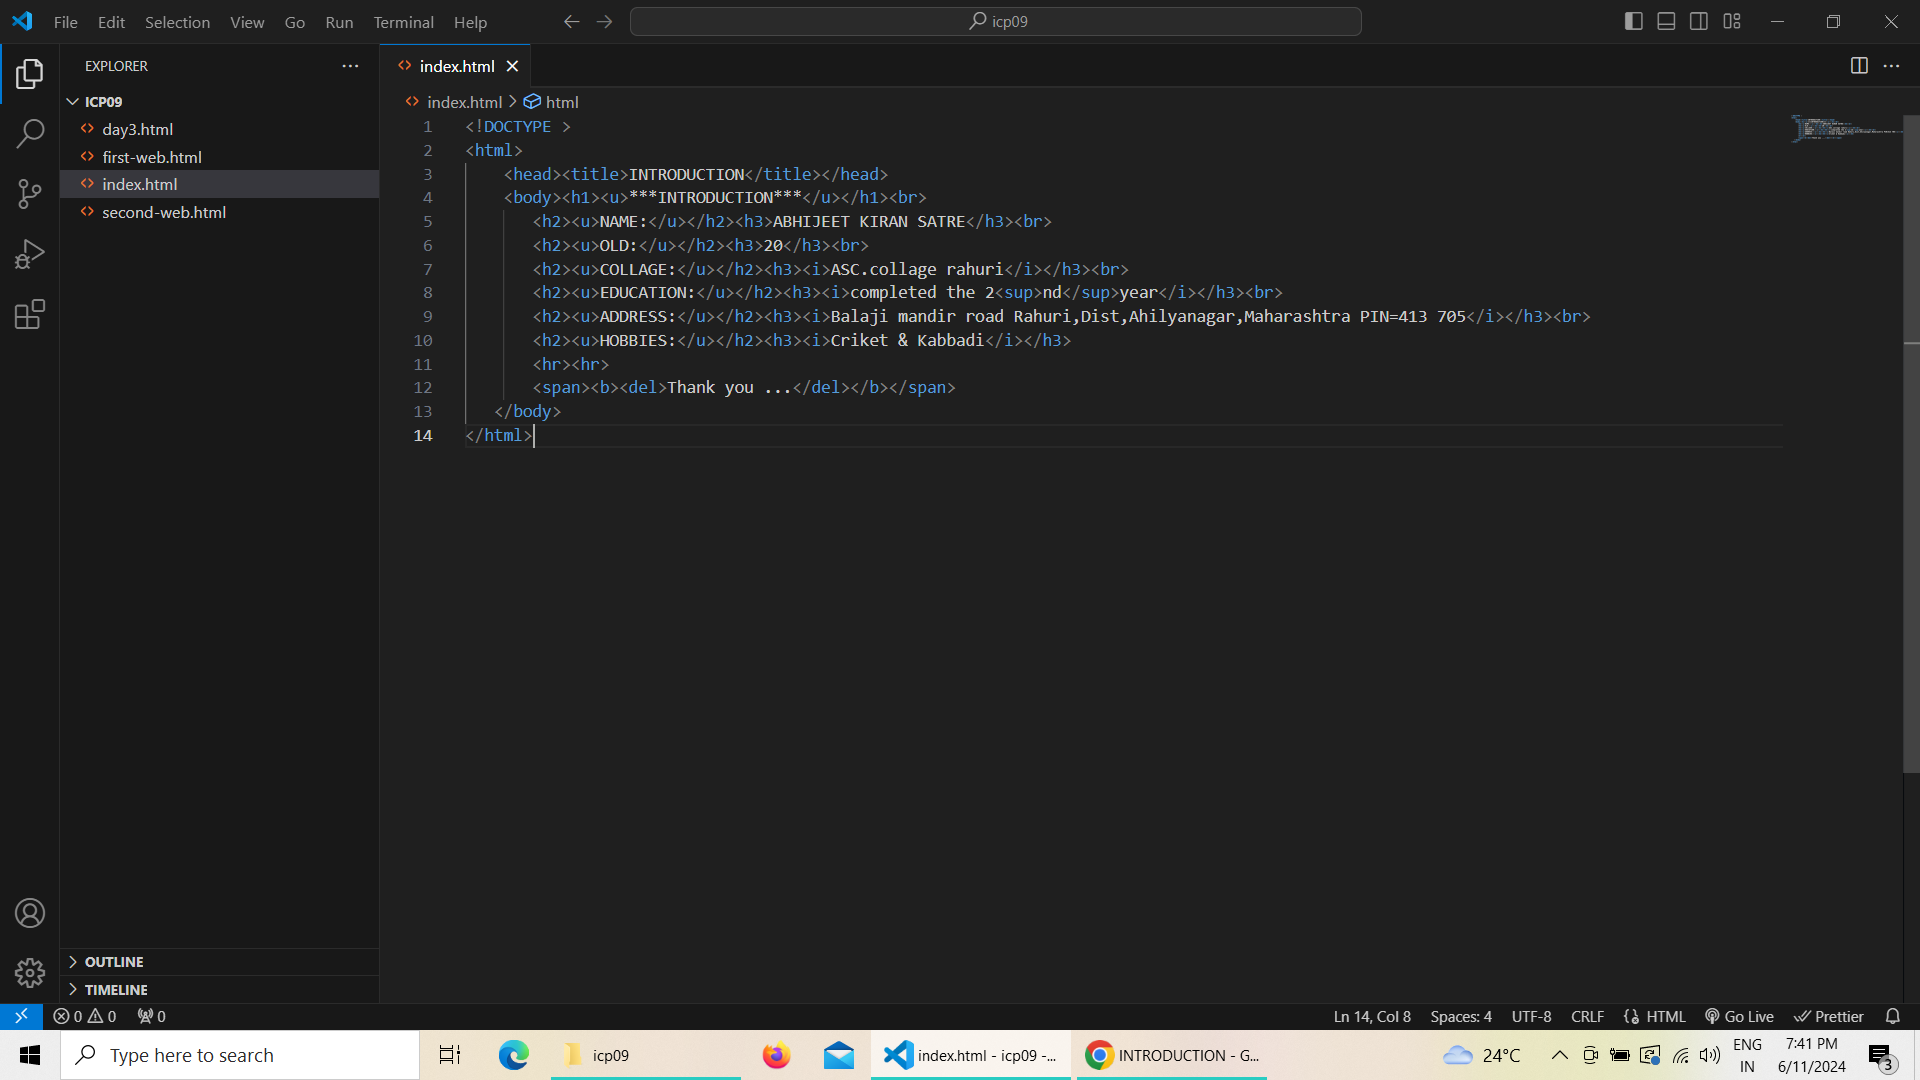 File Edit Selection View Go Run Terminal Help
icp09
EXPLORER
ICP09
day3.html
first-web.html
index.html
second-web.html
OUTLINE
TIMELINE
index.html
index.html > html
1 <!DOCTYPE >
2 <html>
3 <head><title>INTRODUCTION</title></head>
4 <body><h1><u>***INTRODUCTION***</u></h1><br>
5 <h2><u>NAME:</u></h2><h3>ABHIJEET KIRAN SATRE</h3><br>
6 <h2><u>OLD:</u></h2><h3>20</h3><br>
7 <h2><u>COLLAGE:</u></h2><h3><i>ASC.collage rahuri</i></h3><br>
8 <h2><u>EDUCATION:</u></h2><h3><i>completed the 2<sup>nd</sup>year</i></h3><br>
9 <h2><u>ADDRESS:</u></h2><h3><i>Balaji mandir road Rahuri,Dist,Ahilyanagar,Maharashtra PIN=413 705</i></h3><br>
10 <h2><u>HOBBIES:</u></h2><h3><i>Criket & Kabbadi</i></h3>
11 <hr><hr>
12 <span><b><del>Thank you ...</del></b></span>
13 </body>
14 </html>
0 0 0
Ln 14, Col 8 Spaces: 4 UTF-8 CRLF HTML Go Live Prettier
Type here to search
icp09
index.html - icp09 -...
INTRODUCTION - G...
24°C
ENG
IN
7:41 PM
6/11/2024
3